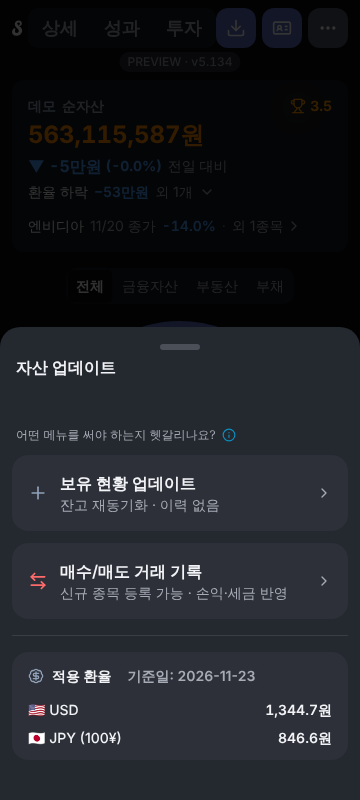 S 상세 성과 투자
PREVIEW · v5.134
데모 순자산 3.5
563,115,587원
▼ -5만원 (-0.0%) 전일 대비
환율 하락 -53만원 외 1개
엔비디아 11/20 종가 -14.0% · 외 1종목
전체 금융자산 부동산 부채
자산 업데이트
어떤 메뉴를 써야 하는지 헷갈리나요?
보유 현황 업데이트
잔고 재동기화 · 이력 없음
매수/매도 거래 기록
신규 종목 등록 가능 · 손익·세금 반영
적용 환율 기준일: 2026-11-23
🇺🇸 USD 1,344.7원
🇯🇵 JPY (100¥) 846.6원